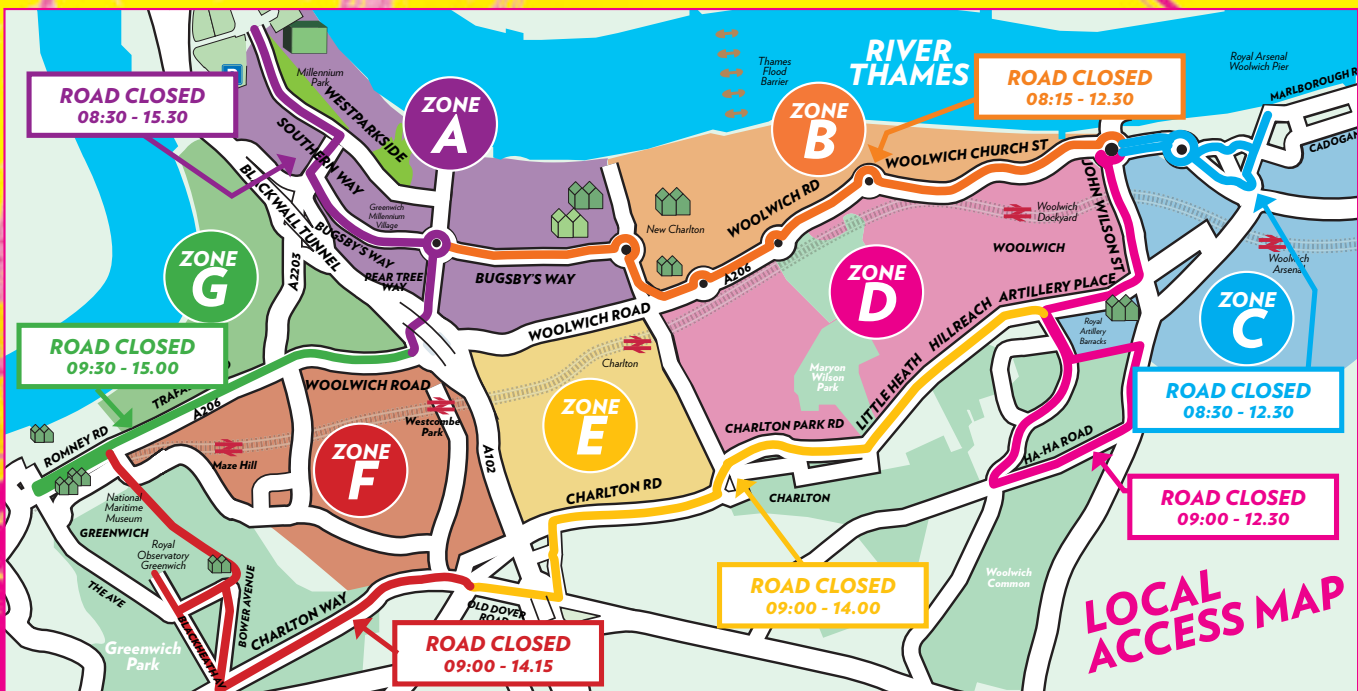 ROAD CLOSED
08:30 - 15.30
Millennium
Park
WESTPARKSIDE
SOUTHERN WAY
ZONE
A
Thames
Flood
Barrier
RIVER
THAMES
ZONE
B
ROAD CLOSED
08:15 - 12.30
Royal Arsenal
Woolwich Pier
MARLBOROUGH R
CADOGAN
WOOLWICH CHURCH ST
BLACKWALL TUNNEL
Greenwich
Millennium
Village
BUGSBY'S WAY
PEAR TREE
WAY
BUGSBY'S WAY
New Charlton
WOOLWICH RD
A206
Woolwich
Dockyard
WOOLWICH
JOHN WILSON ST
Woolwich
Arsenal
ZONE
G
A2203
ZONE
D
ARTILLERY PLACE
HILLREACH
LITTLE HEATH
Royal
Artillery
Barracks
ZONE
C
ROAD CLOSED
09:30 - 15.00
WOOLWICH ROAD
Charlton
Maryon
Wilson
Park
ROAD CLOSED
08:30 - 12.30
TRAFA
A206
ROMNEY RD
WOOLWICH ROAD
Westcombe
Park
Maze Hill
ZONE
F
A102
ZONE
E
CHARLTON PARK RD
CHARLTON RD
CHARLTON
HA-HA ROAD
ROAD CLOSED
09:00 - 12.30
National
Maritime
Museum
GREENWICH
Royal
Observatory
Greenwich
THE AVE
BOWER AVENUE
BLACKHEATH AV
Greenwich
Park
CHARLTON WAY
OLD DOVER
ROAD CLOSED
09:00 - 14.15
ROAD CLOSED
09:00 - 14.00
Woolwich
Common
LOCAL
ACCESS MAP